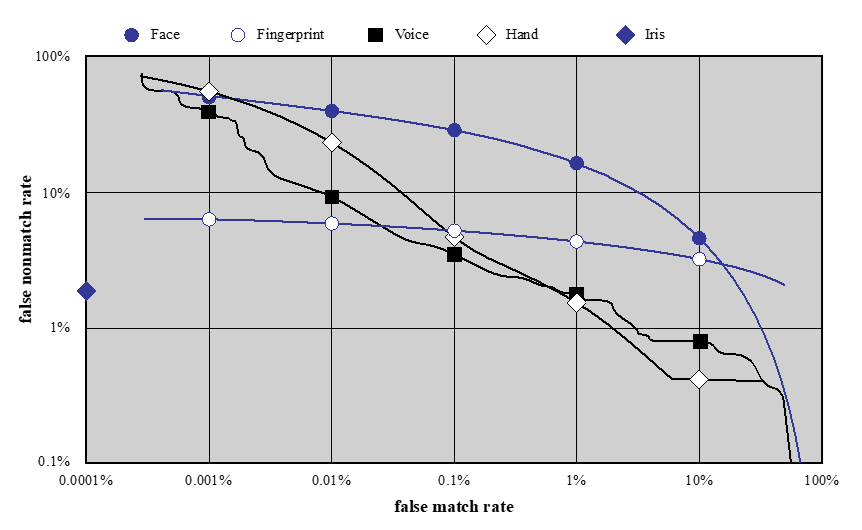 Face Fingerprint Voice Hand Iris
100%
10%
1%
0.1%
false nonmatch rate
0.0001% 0.001% 0.01% 0.1% 1% 10% 100%
false match rate